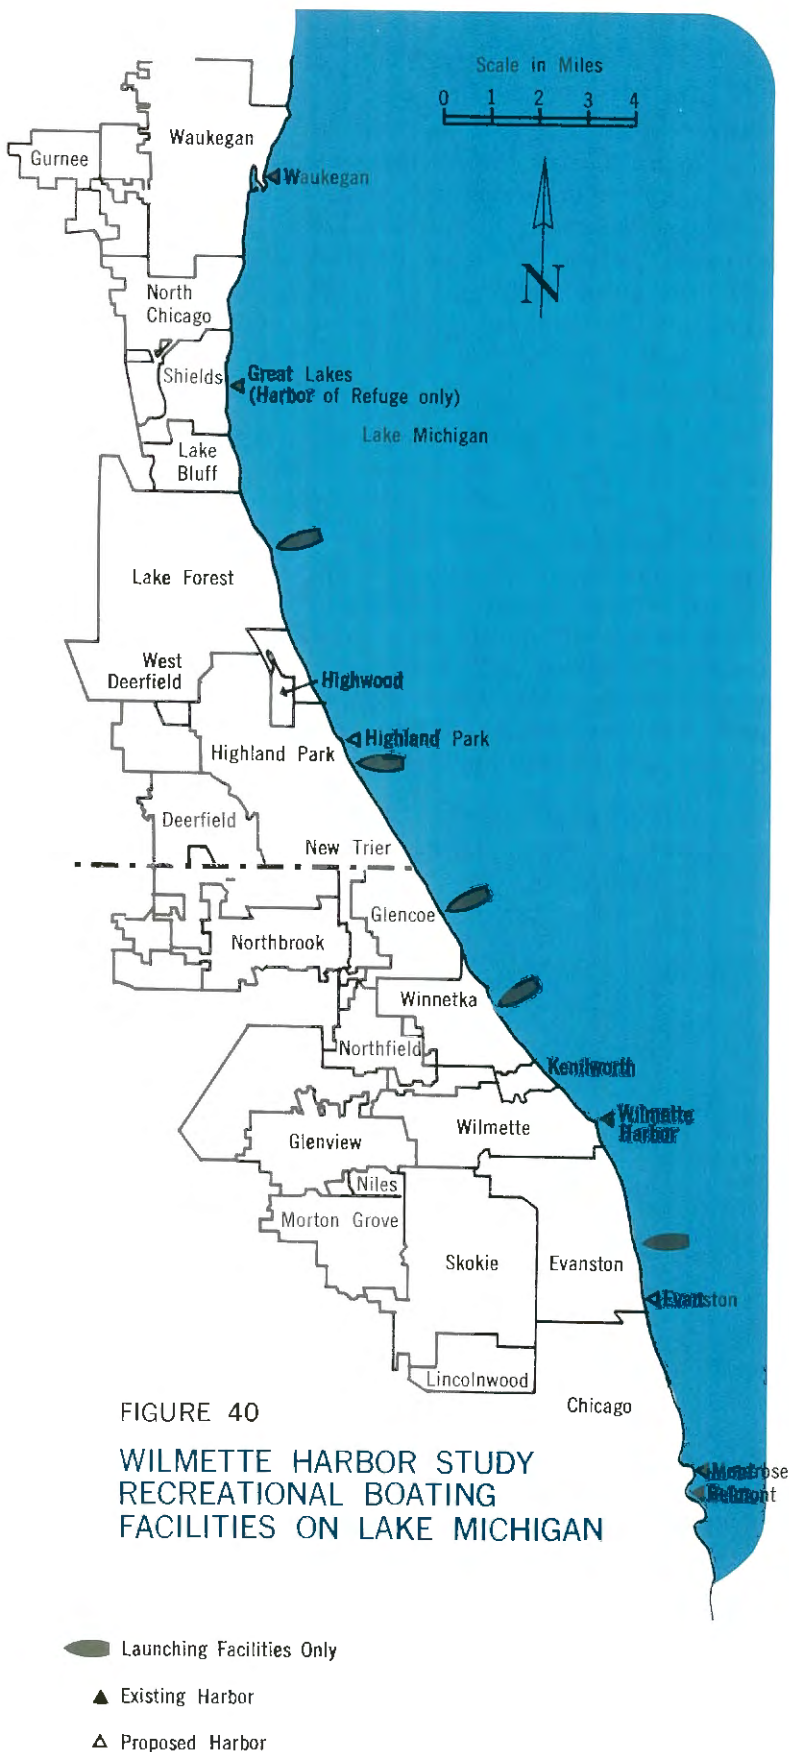 Scale in Miles
0 1 2 3 4
Waukegan
Gurnee
Waukegan
N
North
Chicago
Shields
Great Lakes
(Harbor of Refuge only)
Lake Michigan
Lake
Bluff
Lake Forest
West
Deerfield
Highwood
Highland Park
Highland Park
Deerfield
New Trier
Glencoe
Northbrook
Winnetka
Northfield
Kenilworth
Wilmette
Harbor
Wilmette
Glenview
Niles
Morton Grove
Skokie
Evanston
Evanston
Lincolnwood
Chicago
Montrose
Belmont
FIGURE 40
WILMETTE HARBOR STUDY
RECREATIONAL BOATING
FACILITIES ON LAKE MICHIGAN
Launching Facilities Only
Existing Harbor
Proposed Harbor